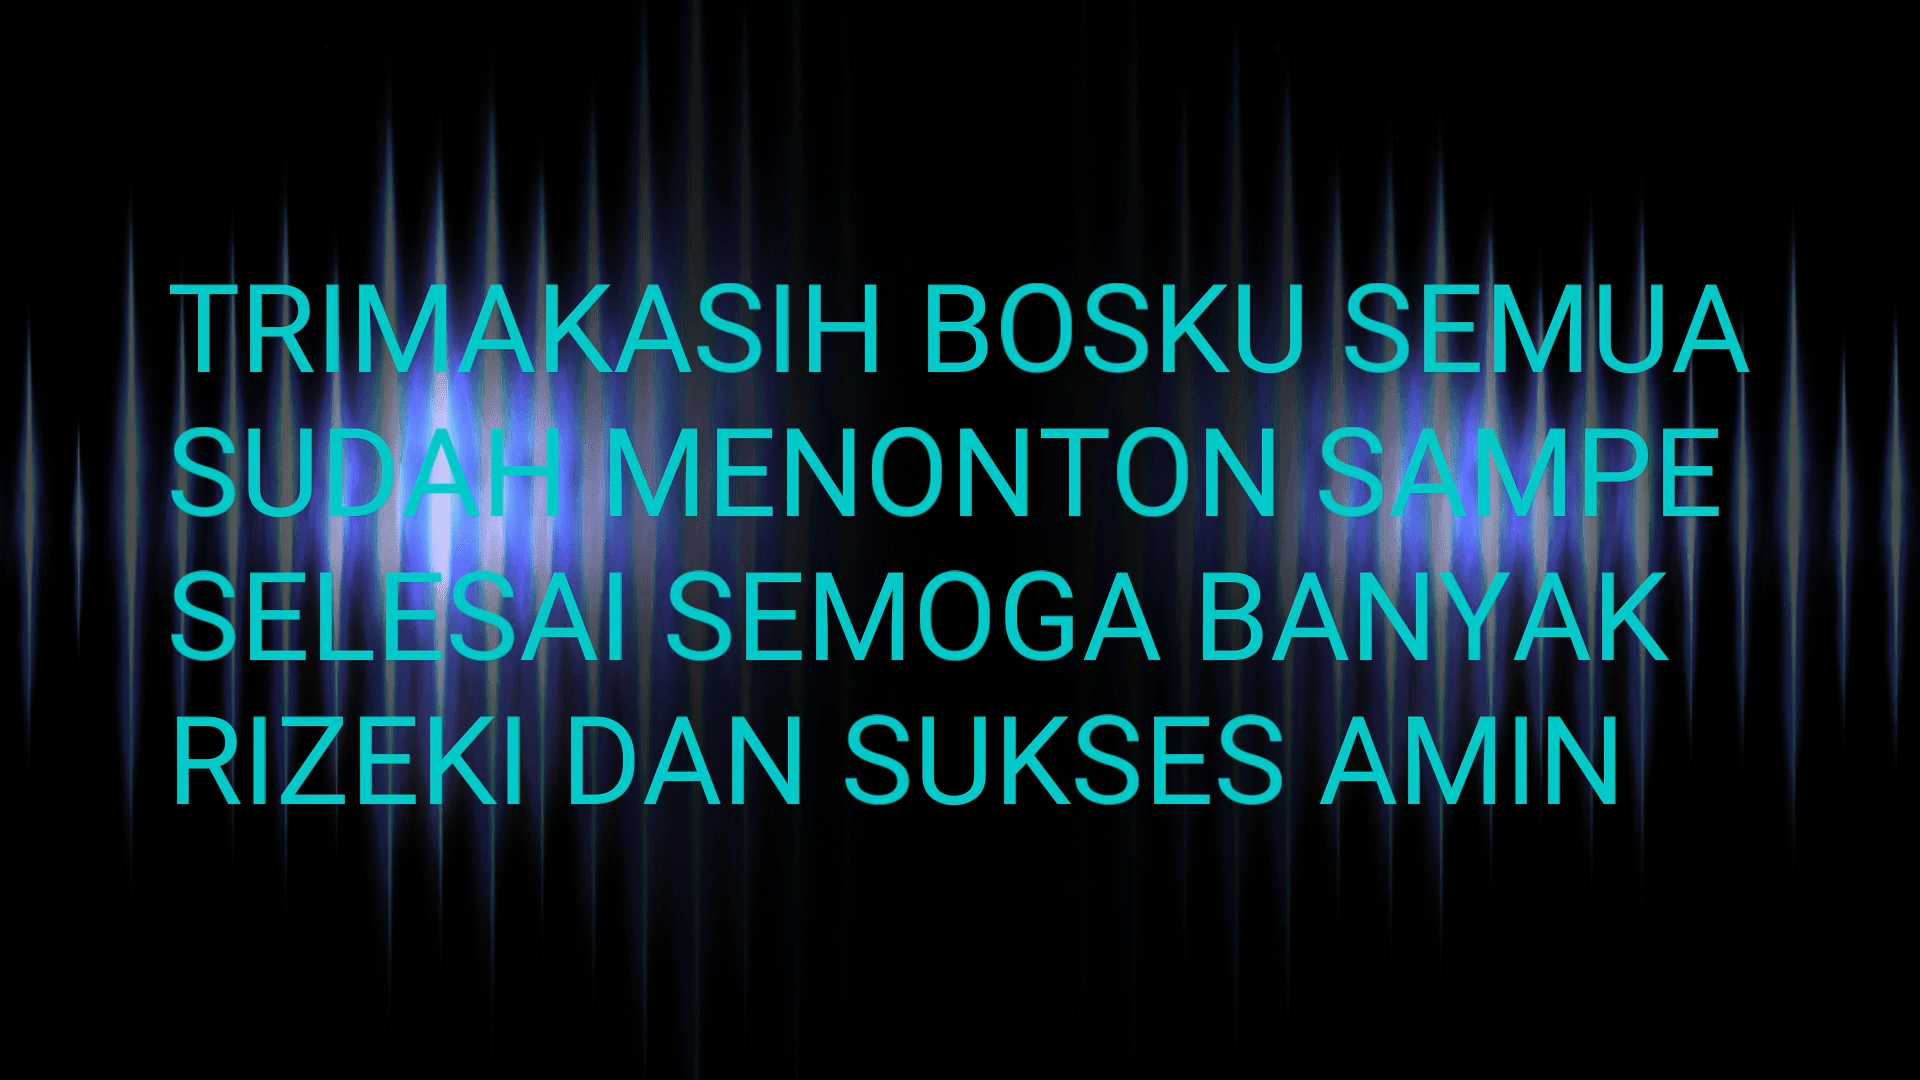 TRIMAKASIH BOSKU SEMUA
SUDAH MENONTON SAMPE
SELESAI SEMOGA BANYAK
RIZEKI DAN SUKSES AMIN